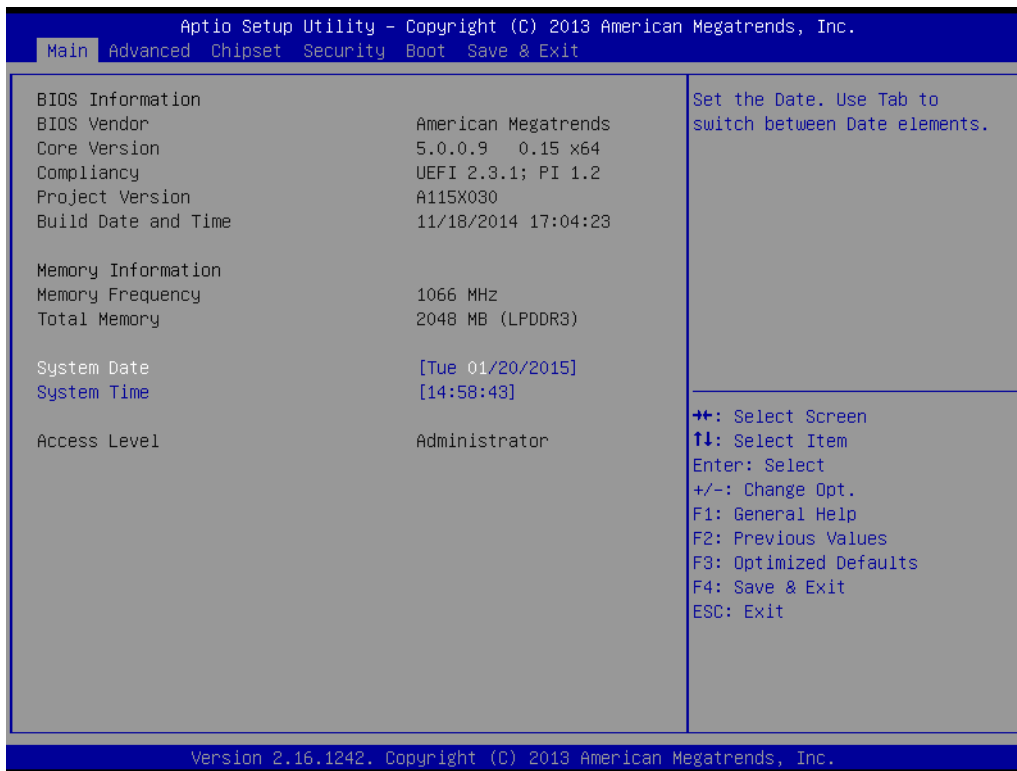 Aptio Setup Utility – Copyright (C) 2013 American Megatrends, Inc.
Main Advanced Chipset Security Boot Save & Exit
BIOS Information
BIOS Vendor American Megatrends
Core Version 5.0.0.9 0.15 x64
Compliancy UEFI 2.3.1; PI 1.2
Project Version A115X030
Build Date and Time 11/18/2014 17:04:23
Memory Information
Memory Frequency 1066 MHz
Total Memory 2048 MB (LPDDR3)
System Date [Tue 01/20/2015]
System Time [14:58:43]
Access Level Administrator
Set the Date. Use Tab to
switch between Date elements.
→←: Select Screen
↑↓: Select Item
Enter: Select
+/-: Change Opt.
F1: General Help
F2: Previous Values
F3: Optimized Defaults
F4: Save & Exit
ESC: Exit
Version 2.16.1242. Copyright (C) 2013 American Megatrends, Inc.